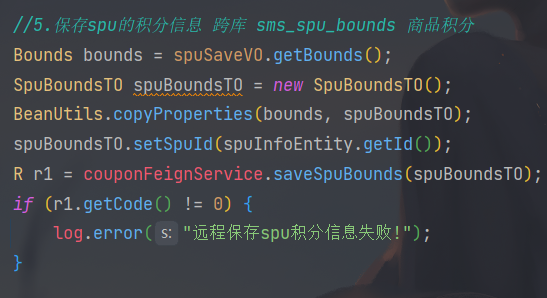 //5.保存spu的积分信息 跨库 sms_spu_bounds 商品积分
Bounds bounds = spuSaveVO.getBounds();
SpuBoundsTO spuBoundsTO = new SpuBoundsTO();
BeanUtils.copyProperties(bounds, spuBoundsTO);
spuBoundsTO.setSpuId(spuInfoEntity.getId());
R r1 = couponFeignService.saveSpuBounds(spuBoundsTO);
if (r1.getCode() != 0) {
    log.error( s: "远程保存spu积分信息失败!");
}